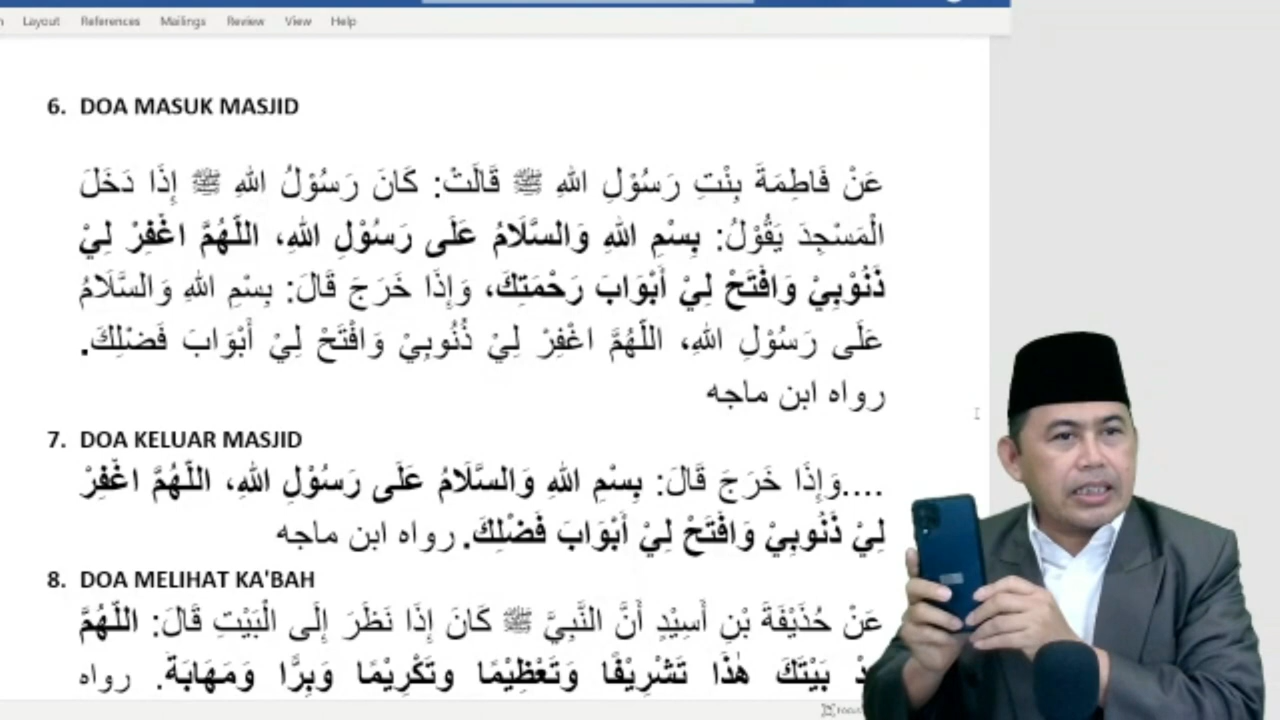 Layout References Mailings Review View Help
6. DOA MASUK MASJID
عَنْ فَاطِمَةَ بِنْتِ رَسُوْلِ اللهِ ﷺ قَالَتْ: كَانَ رَسُوْلُ اللهِ ﷺ إِذَا دَخَلَ
الْمَسْجِدَ يَقُوْلُ: بِسْمِ اللهِ وَالسَّلَامُ عَلَى رَسُوْلِ اللهِ، اللّهُمَّ اغْفِرْ لِيْ
ذُنُوْبِيْ وَافْتَحْ لِيْ أَبْوَابَ رَحْمَتِكَ، وَإِذَا خَرَجَ قَالَ: بِسْمِ اللهِ وَالسَّلَامُ
عَلَى رَسُوْلِ اللهِ، اللّهُمَّ اغْفِرْ لِيْ ذُنُوبِيْ وَافْتَحْ لِيْ أَبْوَابَ فَضْلِكَ.
رواه ابن ماجه
7. DOA KELUAR MASJID
....وَإِذَا خَرَجَ قَالَ: بِسْمِ اللهِ وَالسَّلَامُ عَلَى رَسُوْلِ اللهِ، اللّهُمَّ اغْفِرْ
لِيْ ذُنُوبِيْ وَافْتَحْ لِيْ أَبْوَابَ فَضْلِكَ. رواه ابن ماجه
8. DOA MELIHAT KA'BAH
عَنْ حُذَيْفَةَ بْنِ أَسِيْدٍ أَنَّ النَّبِيَّ ﷺ كَانَ إِذَا نَظَرَ إِلَى الْبَيْتِ قَالَ: اللّهُمَّ
بَيْتَكَ هٰذَا تَشْرِيْفًا وَتَعْظِيْمًا وتَكْرِيْمًا وَبِرًّا وَمَهَابَةً. رواه